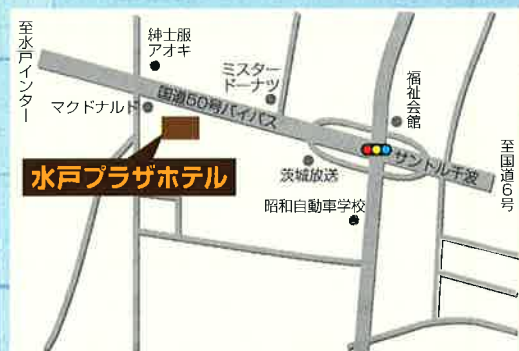 至水戸インター
紳士服
アオキ
ミスター
ドーナツ
福祉会館
マクドナルド
国道50号バイパス
水戸プラザホテル
茨城放送
サントル千波
至国道6号
昭和自動車学校